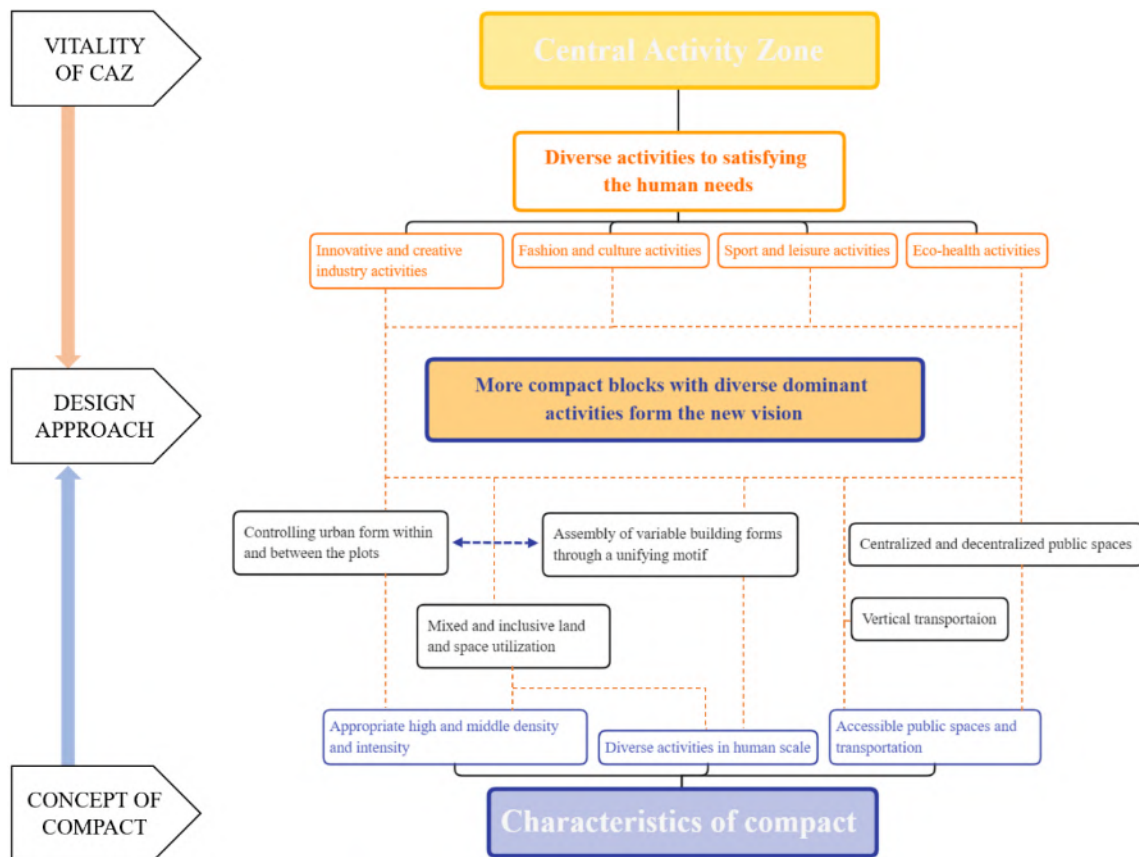 VITALITY
OF CAZ
Central Activity Zone
Diverse activities to satisfying
the human needs
Innovative and creative
industry activities
Fashion and culture activities
Sport and leisure activities
Eco-health activities
DESIGN
APPROACH
More compact blocks with diverse dominant
activities form the new vision
Controlling urban form within
and between the plots
Assembly of variable building forms
through a unifying motif
Centralized and decentralized public spaces
Mixed and inclusive land
and space utilization
Vertical transportaion
Appropriate high and middle density
and intensity
Diverse activities in human scale
Accessible public spaces and
transportation
CONCEPT OF
COMPACT
Characteristics of compact